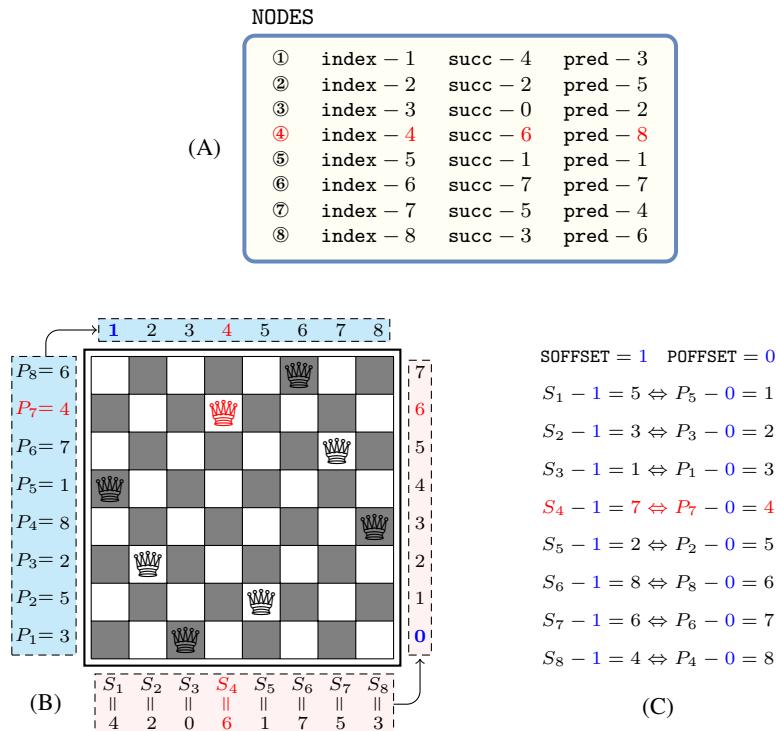 NODES
① index − 1 succ − 4 pred − 3
② index − 2 succ − 2 pred − 5
③ index − 3 succ − 0 pred − 2
④ index − 4 succ − 6 pred − 8
⑤ index − 5 succ − 1 pred − 1
⑥ index − 6 succ − 7 pred − 7
⑦ index − 7 succ − 5 pred − 4
⑧ index − 8 succ − 3 pred − 6
(A)
1 2 3 4 5 6 7 8
P₈= 6
P₇= 4
P₆= 7
P₅= 1
P₄= 8
P₃= 2
P₂= 5
P₁= 3
7
6
5
4
3
2
1
0
S₁ S₂ S₃ S₄ S₅ S₆ S₇ S₈
= = = = = = = =
4 2 0 6 1 7 5 3
(B)
SOFFSET = 1 POFFSET = 0
S₁ − 1 = 5 ⇔ P₅ − 0 = 1
S₂ − 1 = 3 ⇔ P₃ − 0 = 2
S₃ − 1 = 1 ⇔ P₁ − 0 = 3
S₄ − 1 = 7 ⇔ P₇ − 0 = 4
S₅ − 1 = 2 ⇔ P₂ − 0 = 5
S₆ − 1 = 8 ⇔ P₈ − 0 = 6
S₇ − 1 = 6 ⇔ P₆ − 0 = 7
S₈ − 1 = 4 ⇔ P₄ − 0 = 8
(C)